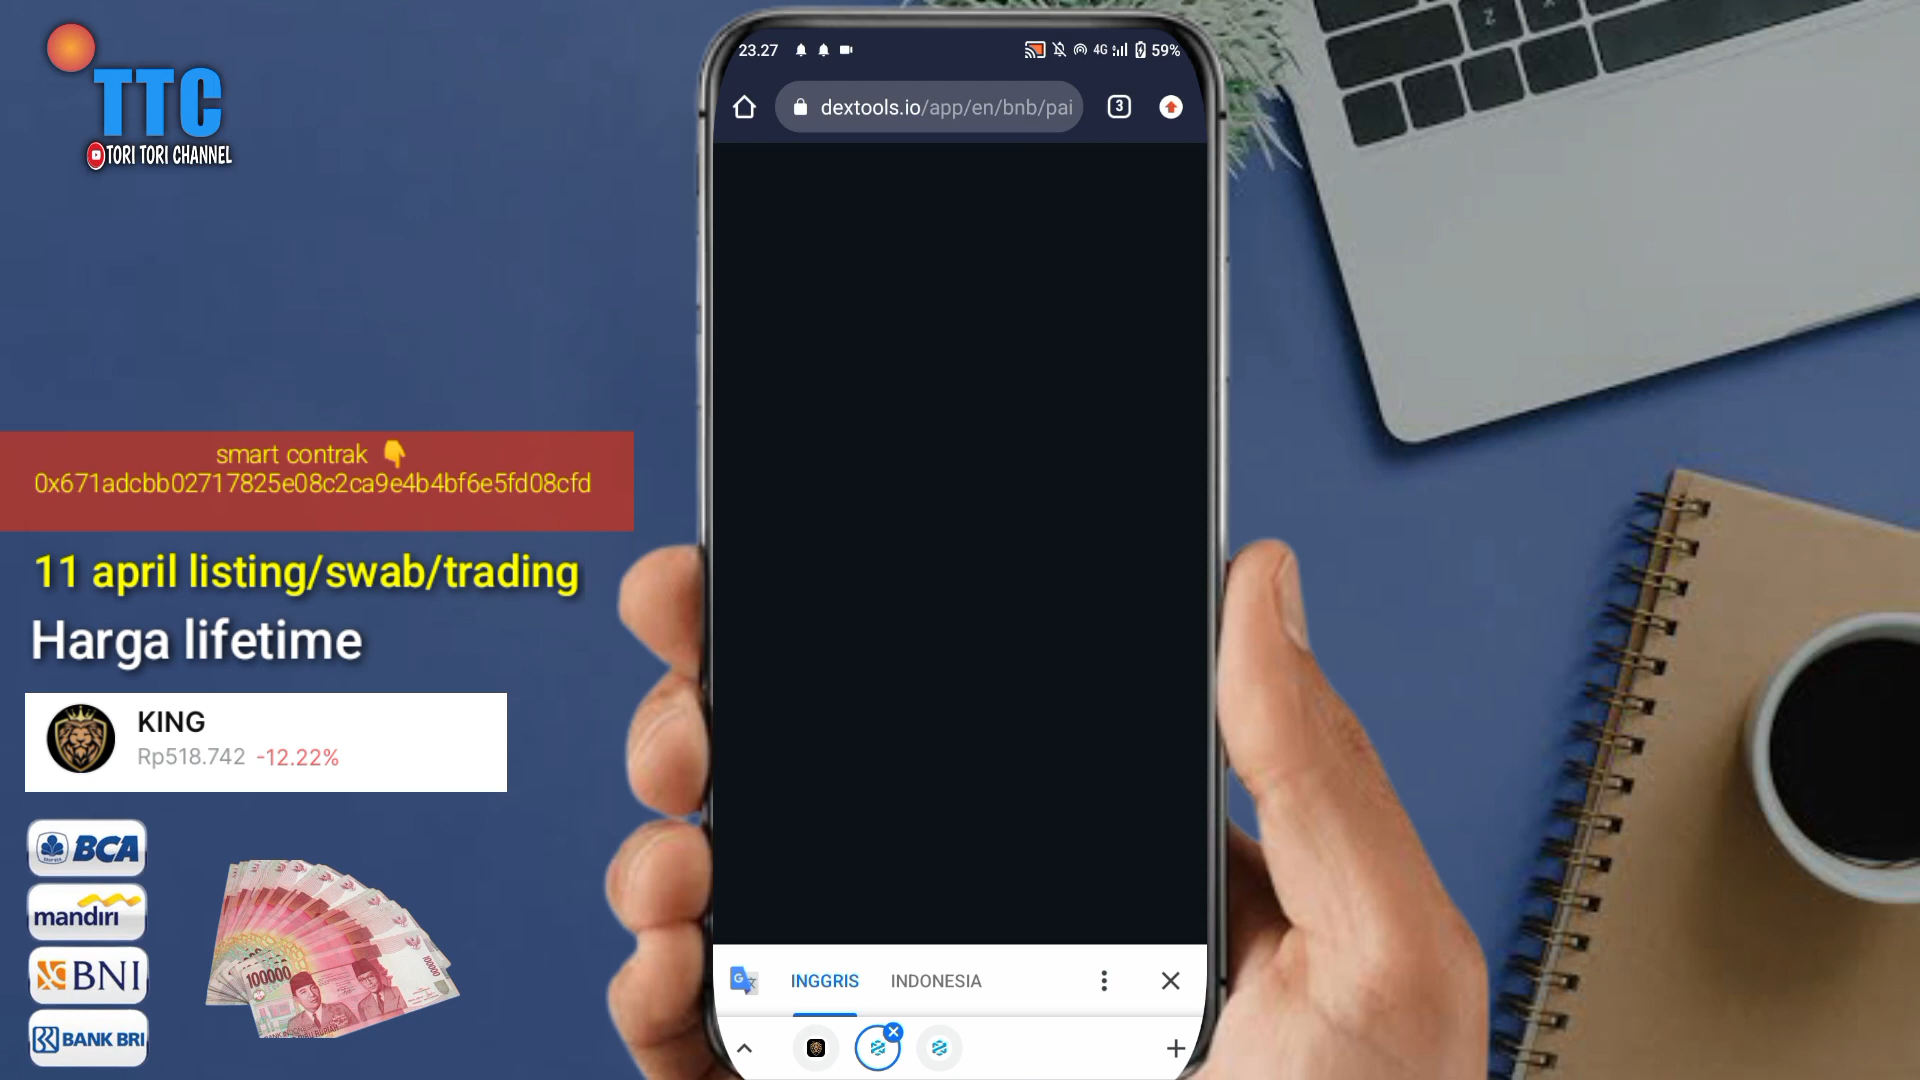 TTC
TORI TORI CHANNEL
smart contrak 👇
0x671adcbb02717825e08c2ca9e4b4bf6e5fd08cfd
11 april listing/swab/trading
Harga lifetime
KING
Rp518.742 -12.22%
BCA
mandiri
BNI
BANK BRI
100000
100000
23.27
4G 59%
dextools.io/app/en/bnb/pai
3
INGGRIS INDONESIA
Z